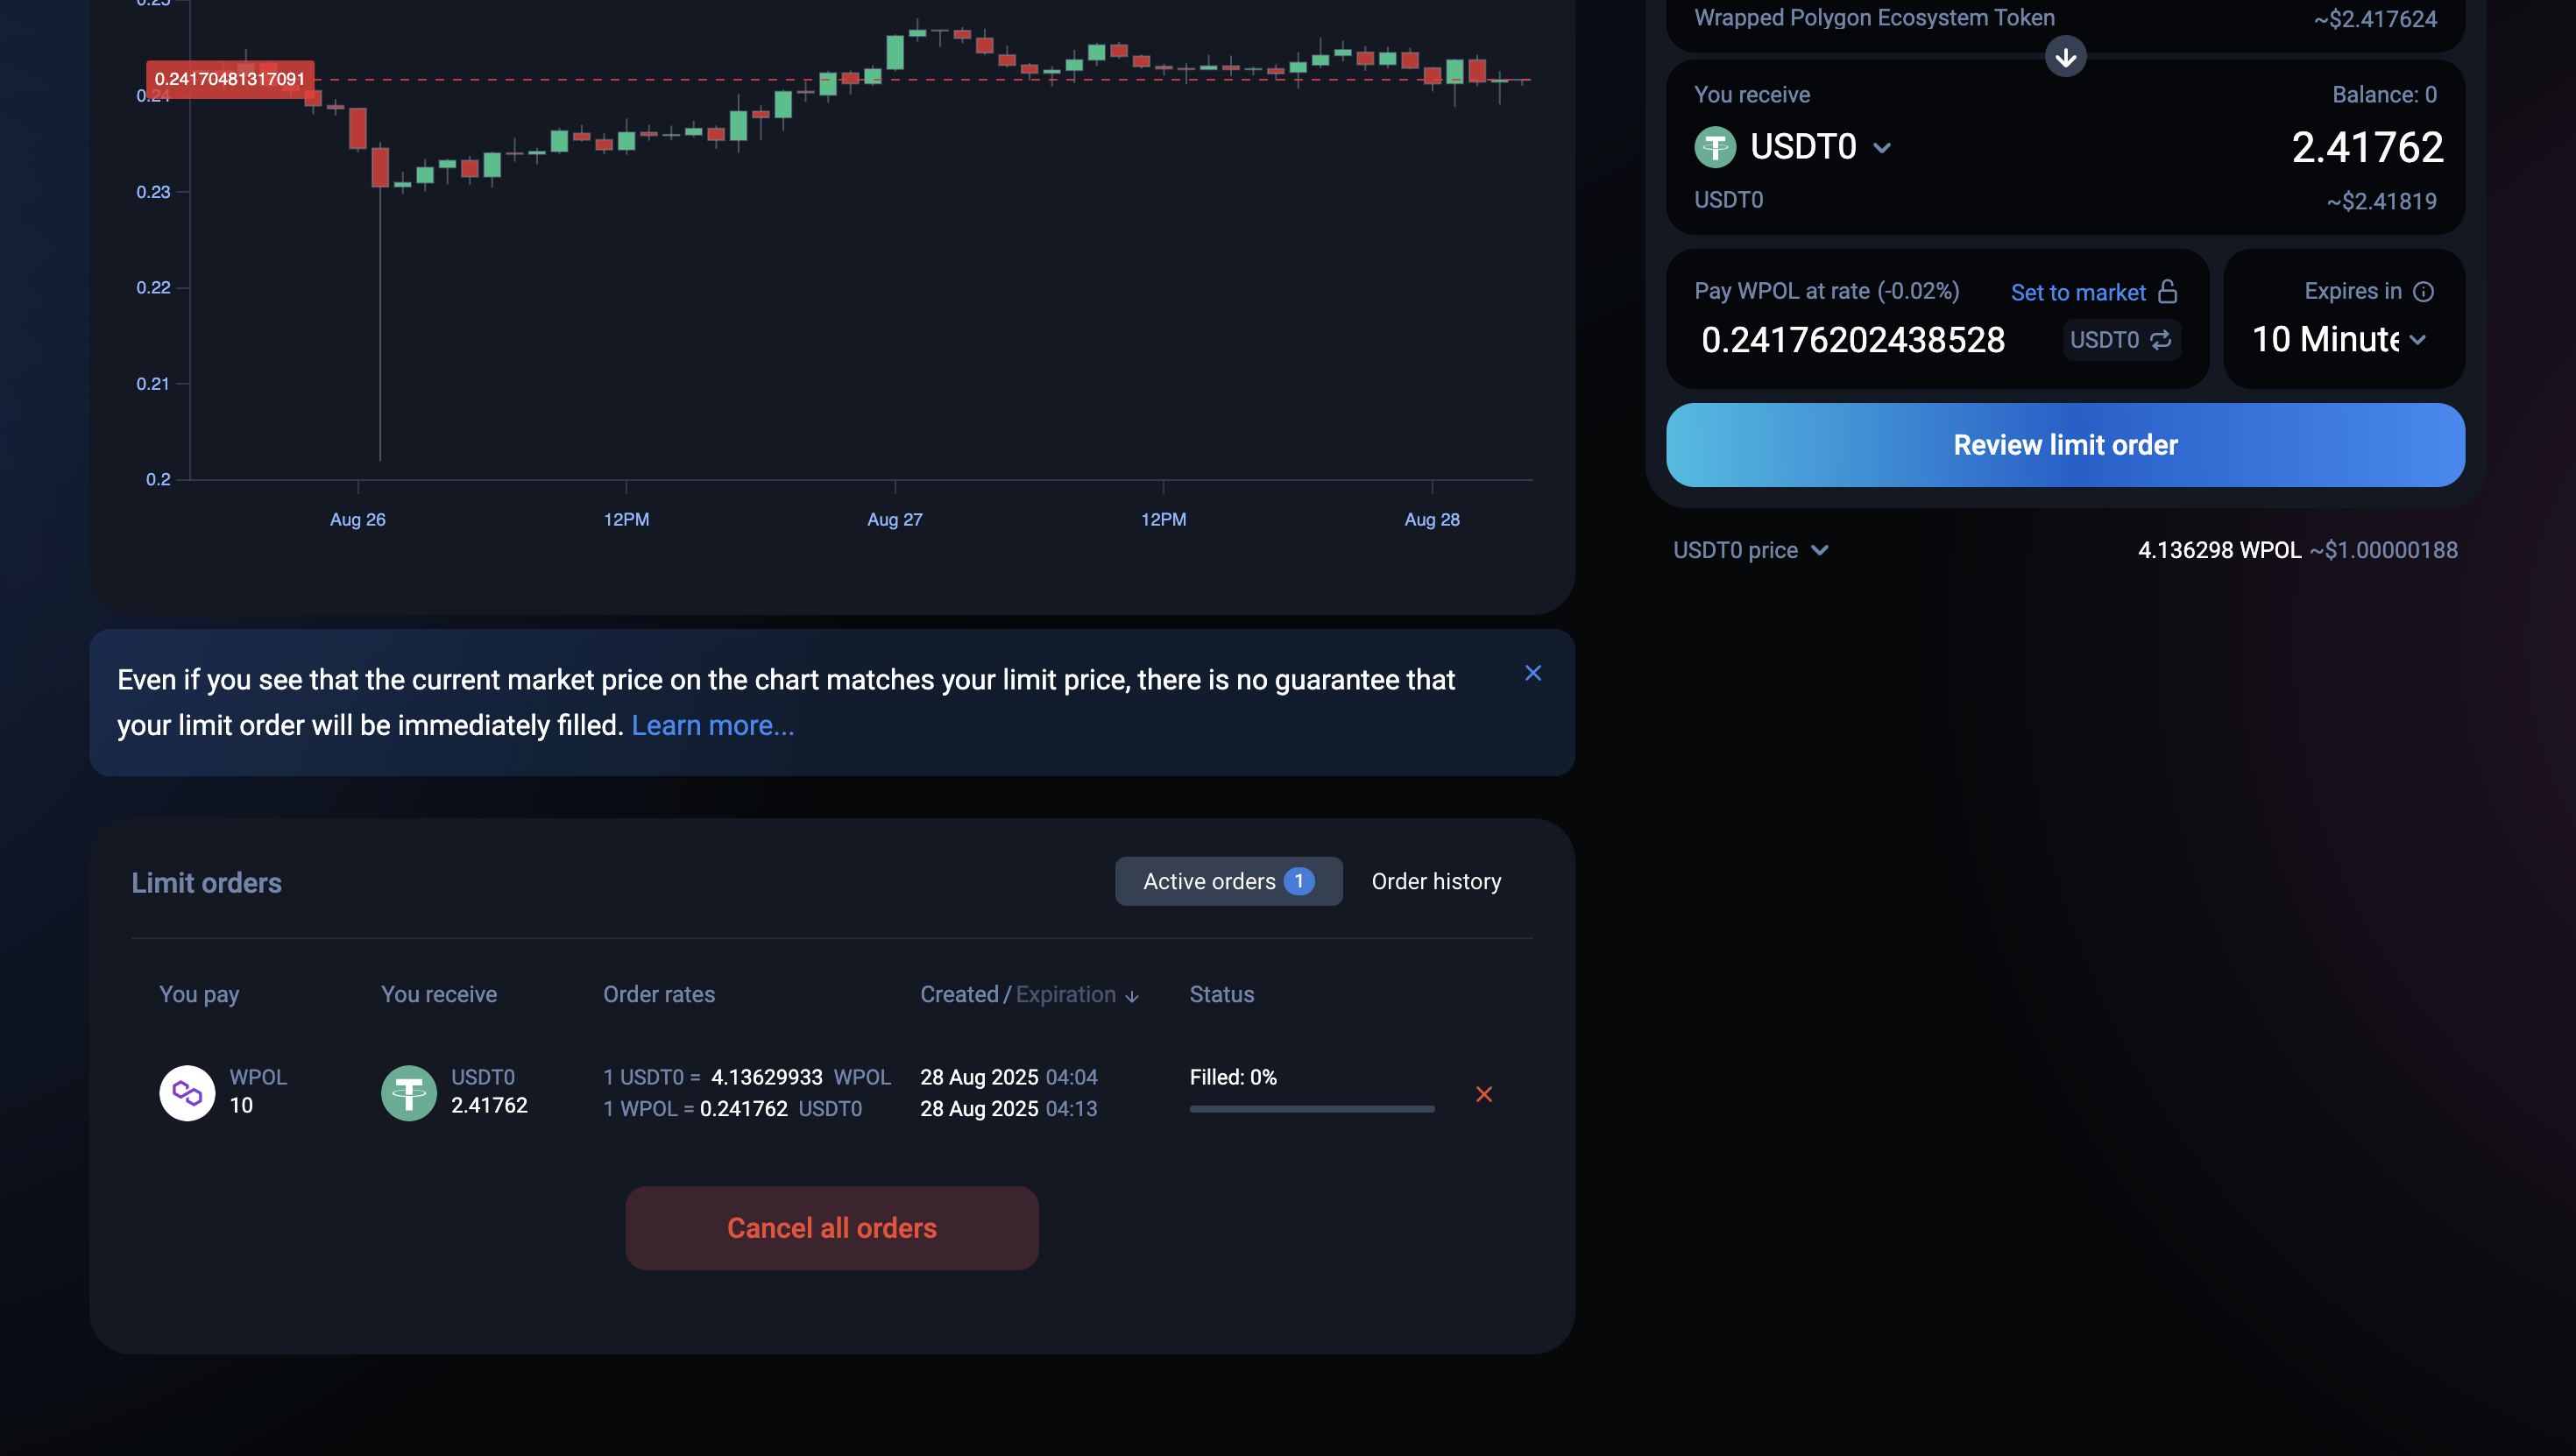 0.24170481317091
0.24
0.23
0.22
0.21
0.2
Aug 26
12PM
Aug 27
12PM
Aug 28
Wrapped Polygon Ecosystem Token
~$2.417624
You receive
Balance: 0
USDT0
2.41762
USDT0
~$2.41819
Pay WPOL at rate (-0.02%)
Set to market
0.24176202438528
USDT0
Expires in
10 Minute
Review limit order
USDT0 price
4.136298 WPOL ~$1.00000188
Even if you see that the current market price on the chart matches your limit price, there is no guarantee that
your limit order will be immediately filled. Learn more...
Limit orders
Active orders 1
Order history
You pay
You receive
Order rates
Created / Expiration
Status
WPOL
10
USDT0
2.41762
1 USDT0 = 4.13629933 WPOL
1 WPOL = 0.241762 USDT0
28 Aug 2025 04:04
28 Aug 2025 04:13
Filled: 0%
Cancel all orders